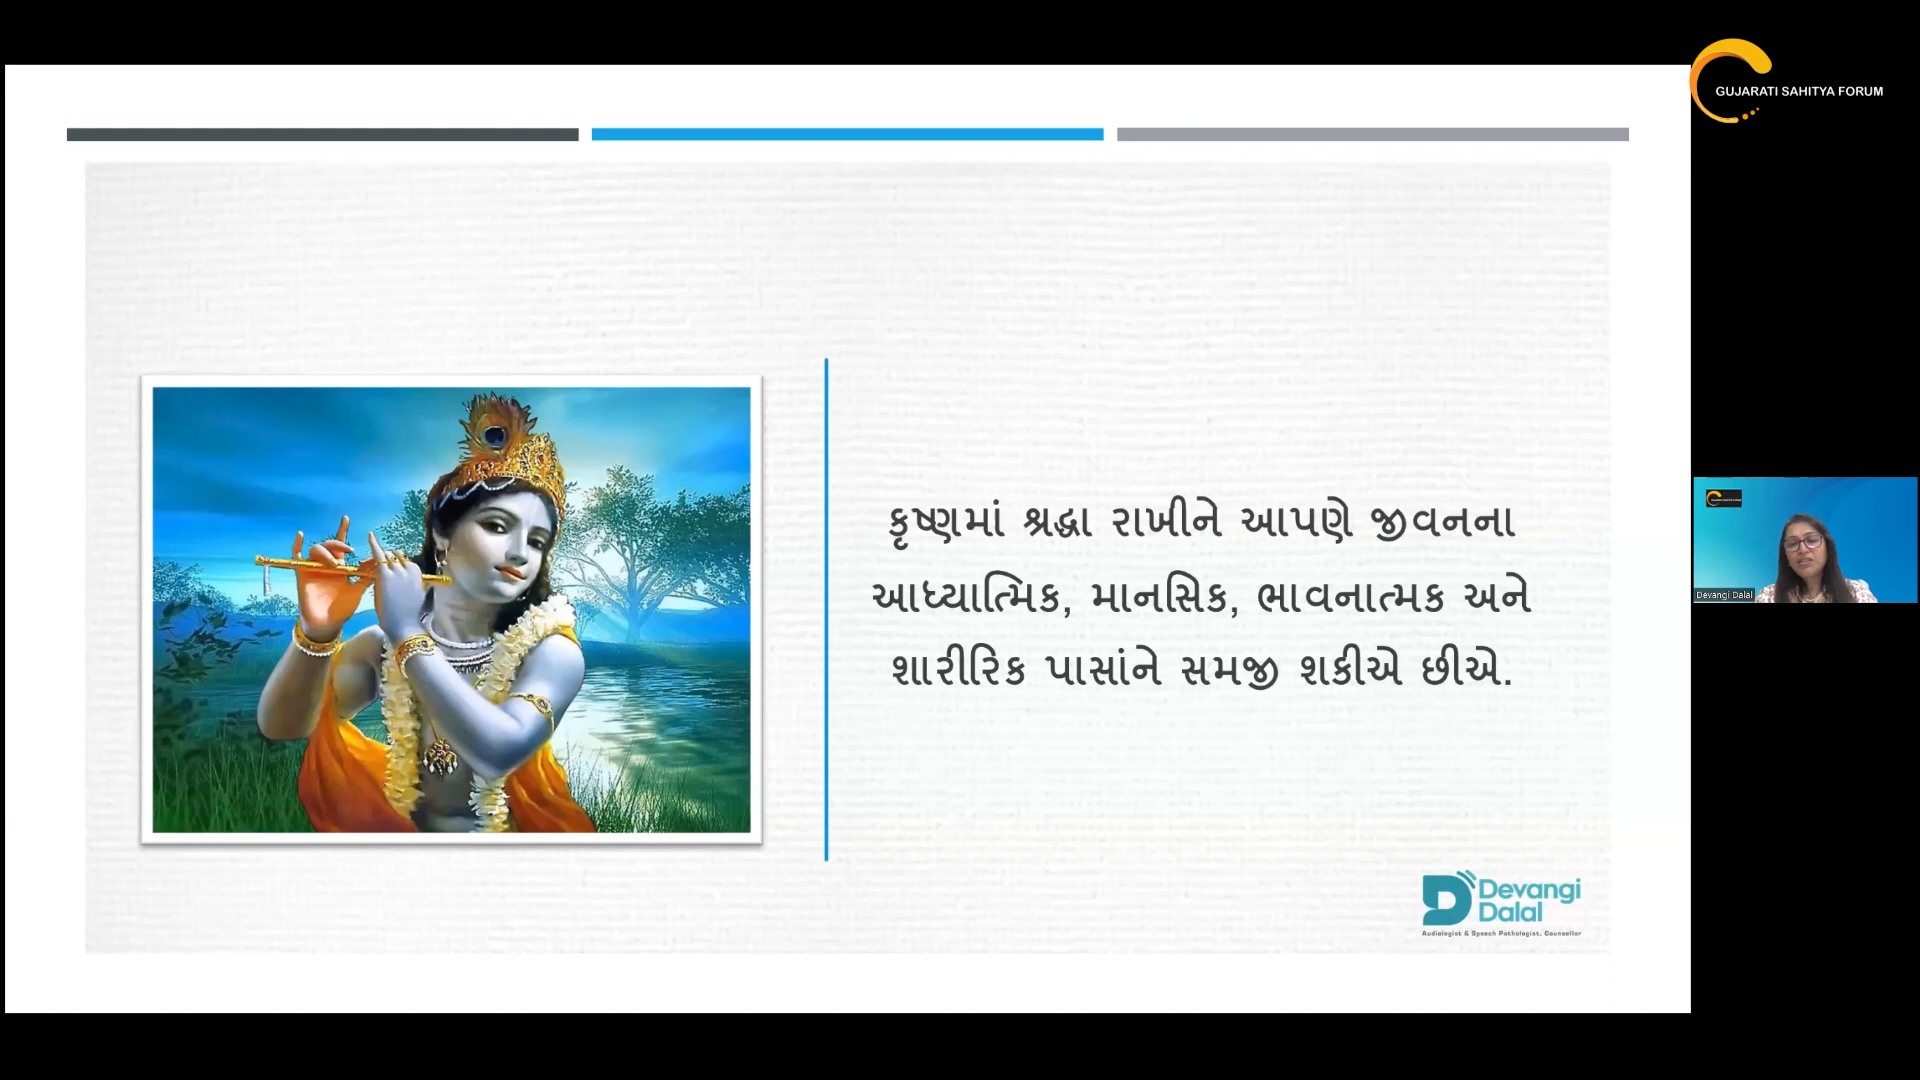 GUJARATI SAHITYA FORUM
કૃષ્ણમાં શ્રદ્ધા રાખીને આપણે જીવનના
આધ્યાત્મિક, માનસિક, ભાવનાત્મક અને
શારીરિક પાસાંને સમજી શકીએ છીએ.
Devangi Dalal
Devangi
Dalal
Audiologist & Speech Pathologist, Counsellor